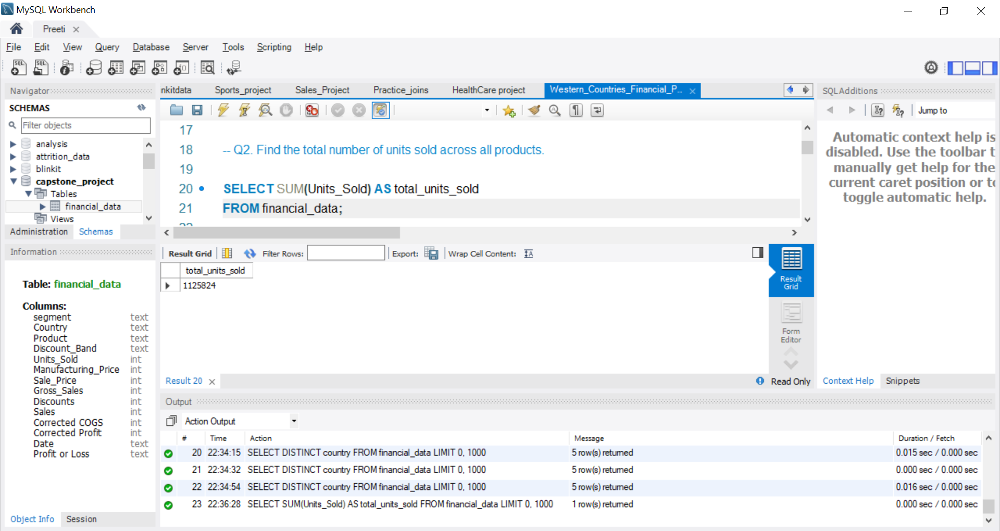 MySQL Workbench
Preeti
File Edit View Query Database Server Tools Scripting Help
Navigator
SCHEMAS
Filter objects
analysis
attrition_data
blinkit
capstone_project
Tables
financial_data
Views
Administration Schemas
Information
Table: financial_data
Columns:
segment text
Country text
Product text
Discount_Band text
Units_Sold int
Manufacturing_Price int
Sale_Price int
Gross_Sales int
Discounts int
Sales int
Corrected COGS int
Corrected Profit int
Date text
Profit or Loss text
Object Info Session
nkitdata Sports_project Sales_Project Practice_joins HealthCare project Western_Countries_Financial_P...
17
18 -- Q2. Find the total number of units sold across all products.
19
20 SELECT SUM(Units_Sold) AS total_units_sold
21 FROM financial_data;
Result Grid Filter Rows: Export: Wrap Cell Content:
total_units_sold
1125824
Result Grid
Form Editor
Result 20 Read Only
SQLAdditions
Jump to
Automatic context help is
disabled. Use the toolbar t
manually get help for the
current caret position or to
toggle automatic help.
Context Help Snippets
Output
Action Output
# Time Action Message Duration / Fetch
20 22:34:15 SELECT DISTINCT country FROM financial_data LIMIT 0, 1000 5 row(s) returned 0.015 sec / 0.000 sec
21 22:34:32 SELECT DISTINCT country FROM financial_data LIMIT 0, 1000 5 row(s) returned 0.000 sec / 0.000 sec
22 22:34:54 SELECT DISTINCT country FROM financial_data LIMIT 0, 1000 5 row(s) returned 0.016 sec / 0.000 sec
23 22:36:28 SELECT SUM(Units_Sold) AS total_units_sold FROM financial_data LIMIT 0, 1000 1 row(s) returned 0.000 sec / 0.000 sec